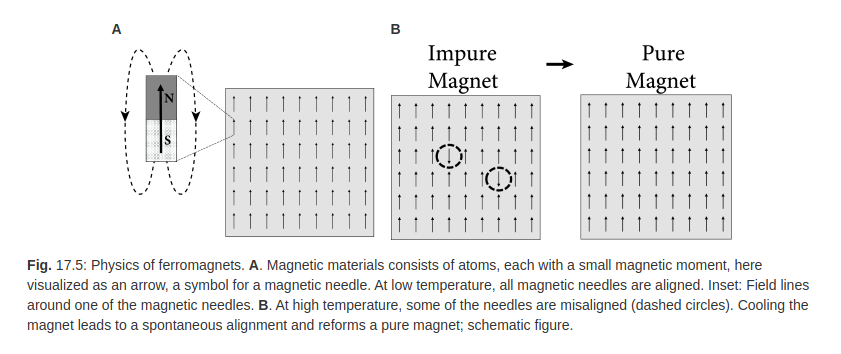 A
B
Impure
Magnet
Pure
Magnet
N
S
Fig. 17.5: Physics of ferromagnets. A. Magnetic materials consists of atoms, each with a small magnetic moment, here
visualized as an arrow, a symbol for a magnetic needle. At low temperature, all magnetic needles are aligned. Inset: Field lines
around one of the magnetic needles. B. At high temperature, some of the needles are misaligned (dashed circles). Cooling the
magnet leads to a spontaneous alignment and reforms a pure magnet; schematic figure.